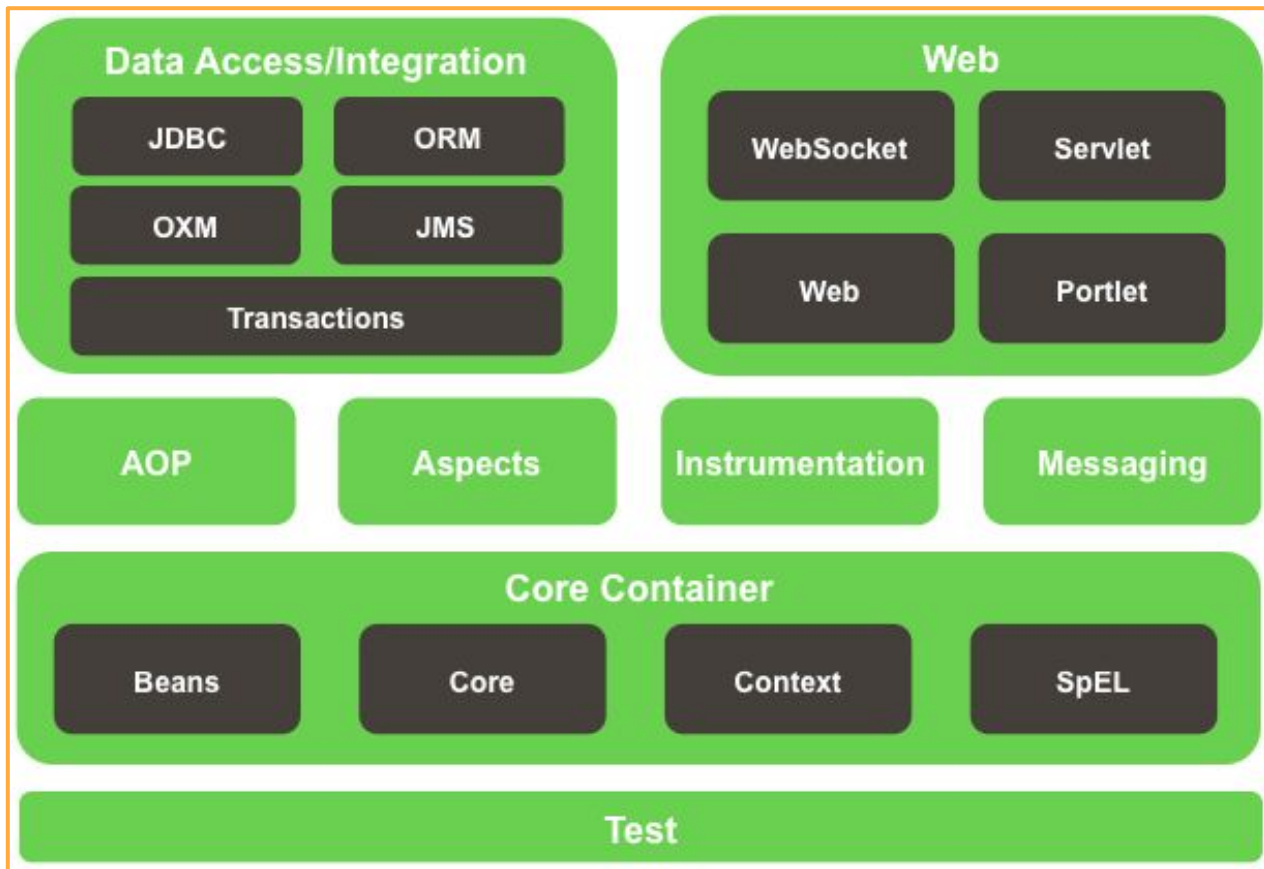 Data Access/Integration
JDBC
ORM
OXM
JMS
Transactions
Web
WebSocket
Servlet
Web
Portlet
AOP
Aspects
Instrumentation
Messaging
Core Container
Beans
Core
Context
SpEL
Test